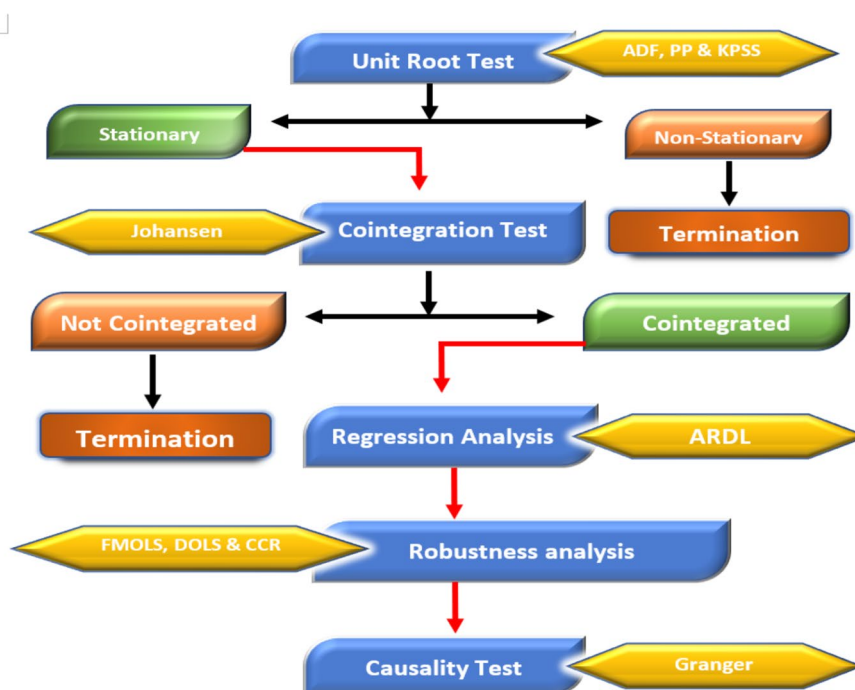 Unit Root Test
ADF, PP & KPSS
Stationary
Non-Stationary
Johansen
Cointegration Test
Termination
Not Cointegrated
Cointegrated
Termination
Regression Analysis
ARDL
FMOLS, DOLS & CCR
Robustness analysis
Causality Test
Granger